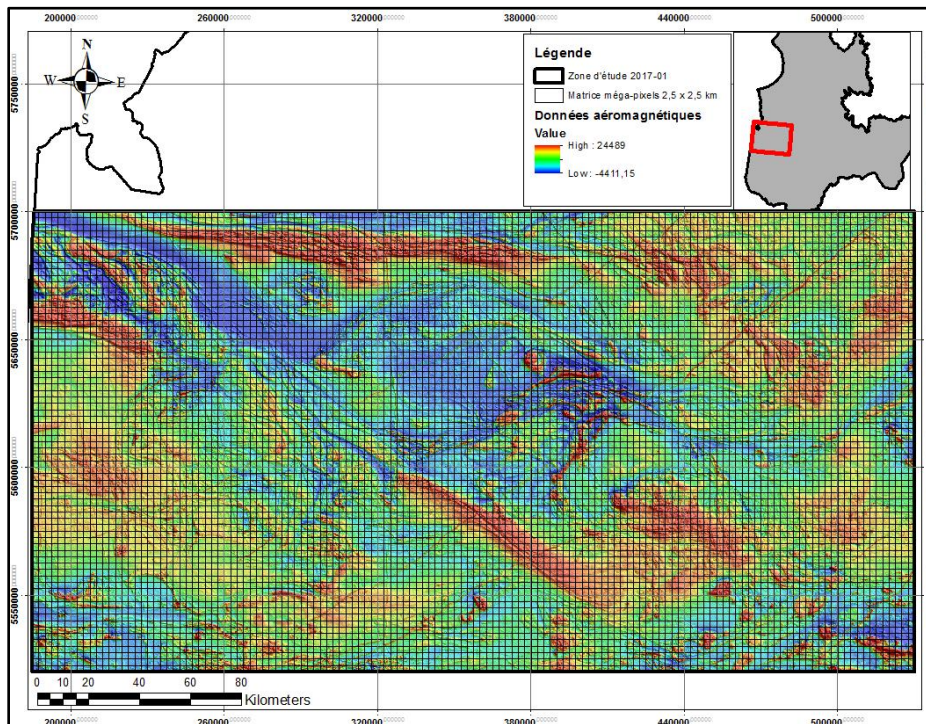 200000 260000 320000 380000 440000 500000
N
W E
S
Légende
Zone d'étude 2017-01
Matrice méga-pixels 2,5 x 2,5 km
Données aéromagnétiques
Value
High : 24489
Low : -4411,15
5750000
5700000
5650000
5600000
5550000
0 10 20 40 60 80
Kilometers
200000 260000 320000 380000 440000 500000